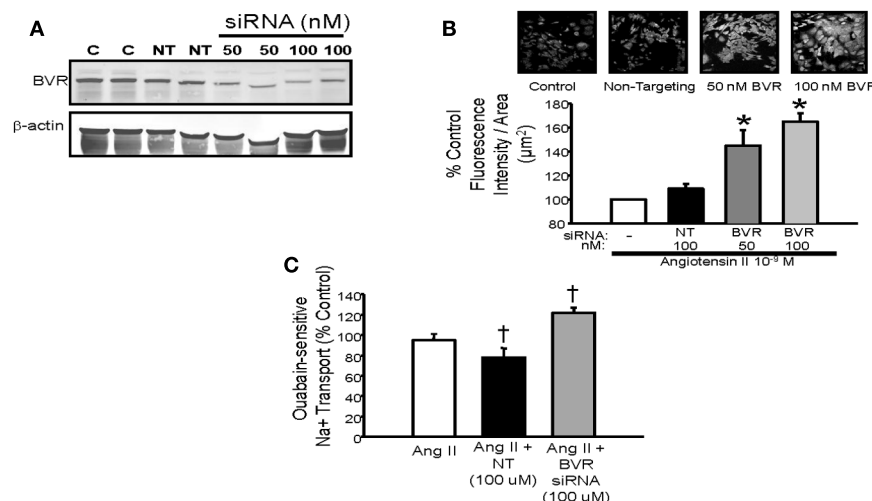 A
siRNA (nM)
C C NT NT 50 50 100 100
BVR
β-actin
B
Control Non-Targeting 50 nM BVR 100 nM BVR
% Control
Fluorescence
Intensity / Area
(µm²)
180
160
140
120
100
80
* *
siRNA: - NT BVR BVR
nM: 100 50 100
Angiotensin II 10⁻⁹ M
C
Ouabain-sensitive
Na+ Transport (% Control)
140
120
100
80
60
40
20
0
† †
Ang II
Ang II +
NT
(100 uM)
Ang II +
BVR
siRNA
(100 uM)